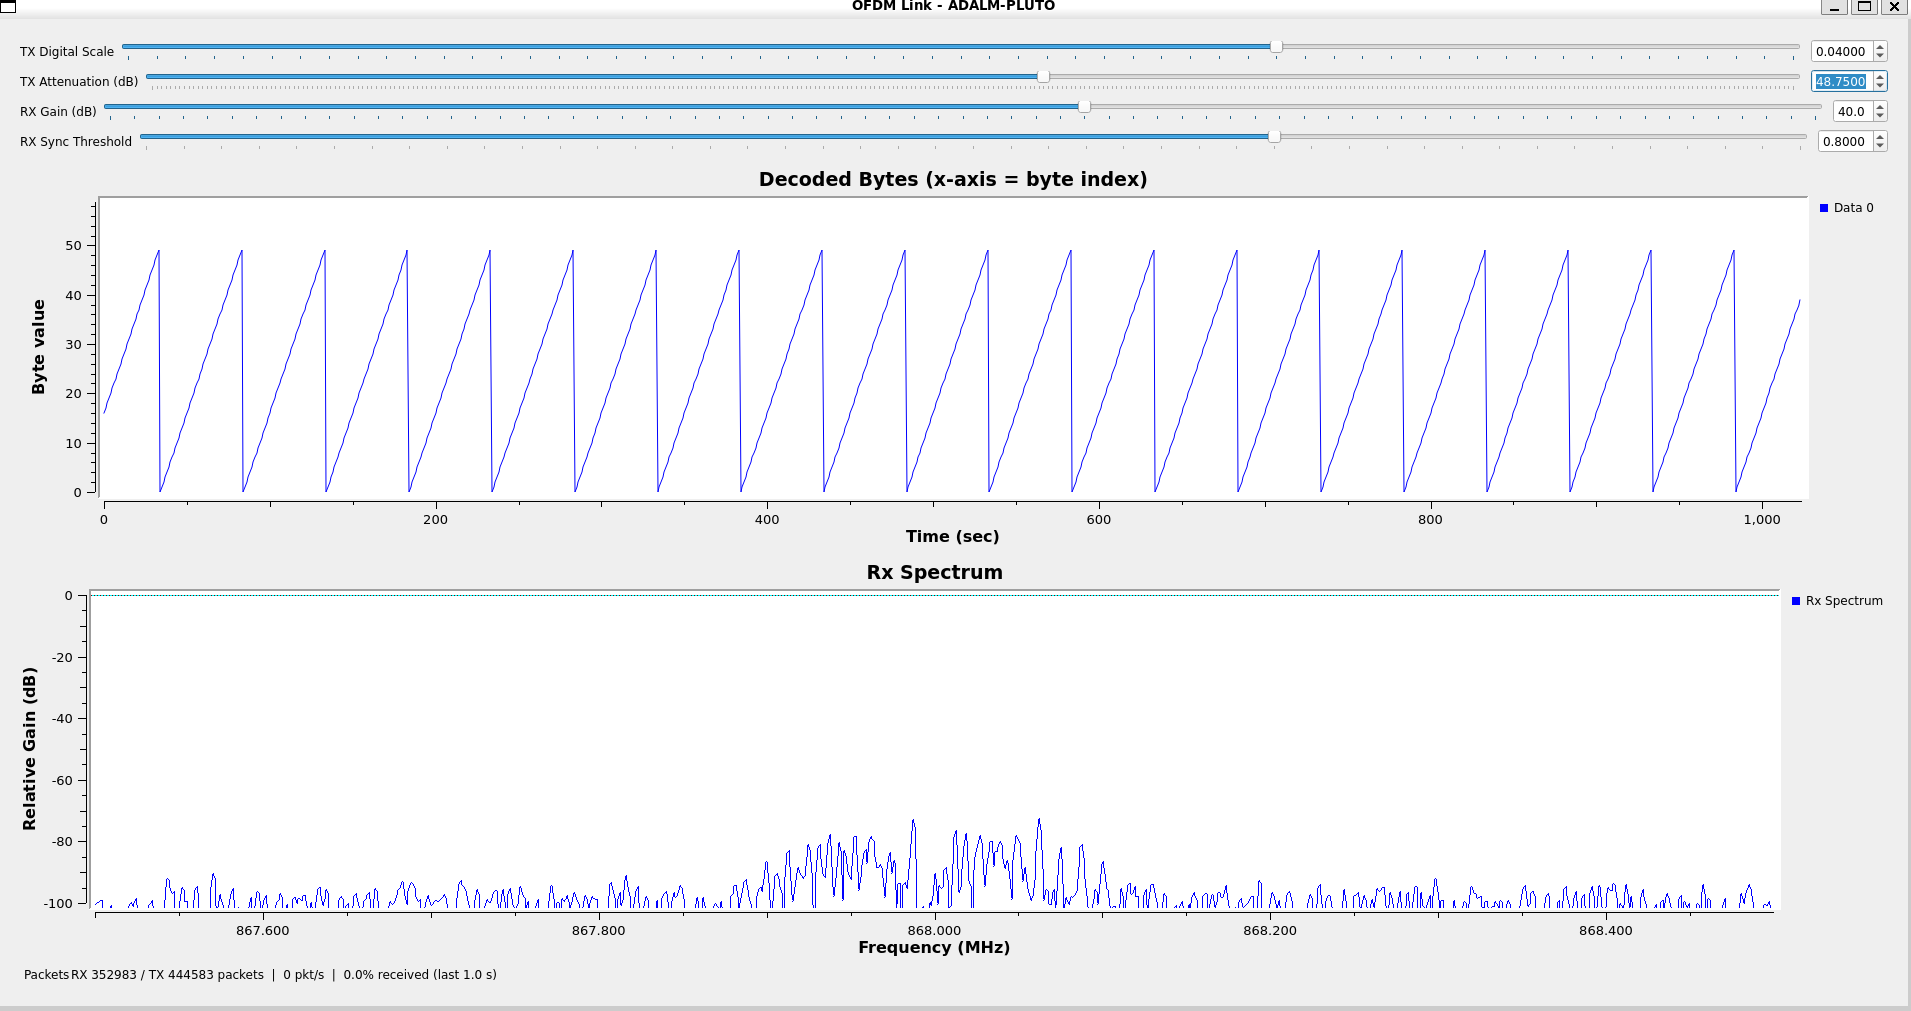 OFDM Link - ADALM-PLUTO
TX Digital Scale 0.04000
TX Attenuation (dB) 48.7500
RX Gain (dB) 40.0
RX Sync Threshold 0.8000
Decoded Bytes (x-axis = byte index)
Data 0
50
40
30
20
10
0
Byte value
0 200 400 600 800 1,000
Time (sec)
Rx Spectrum
Rx Spectrum
0
-20
-40
-60
-80
-100
Relative Gain (dB)
867.600 867.800 868.000 868.200 868.400
Frequency (MHz)
Packets RX 352983 / TX 444583 packets | 0 pkt/s | 0.0% received (last 1.0 s)